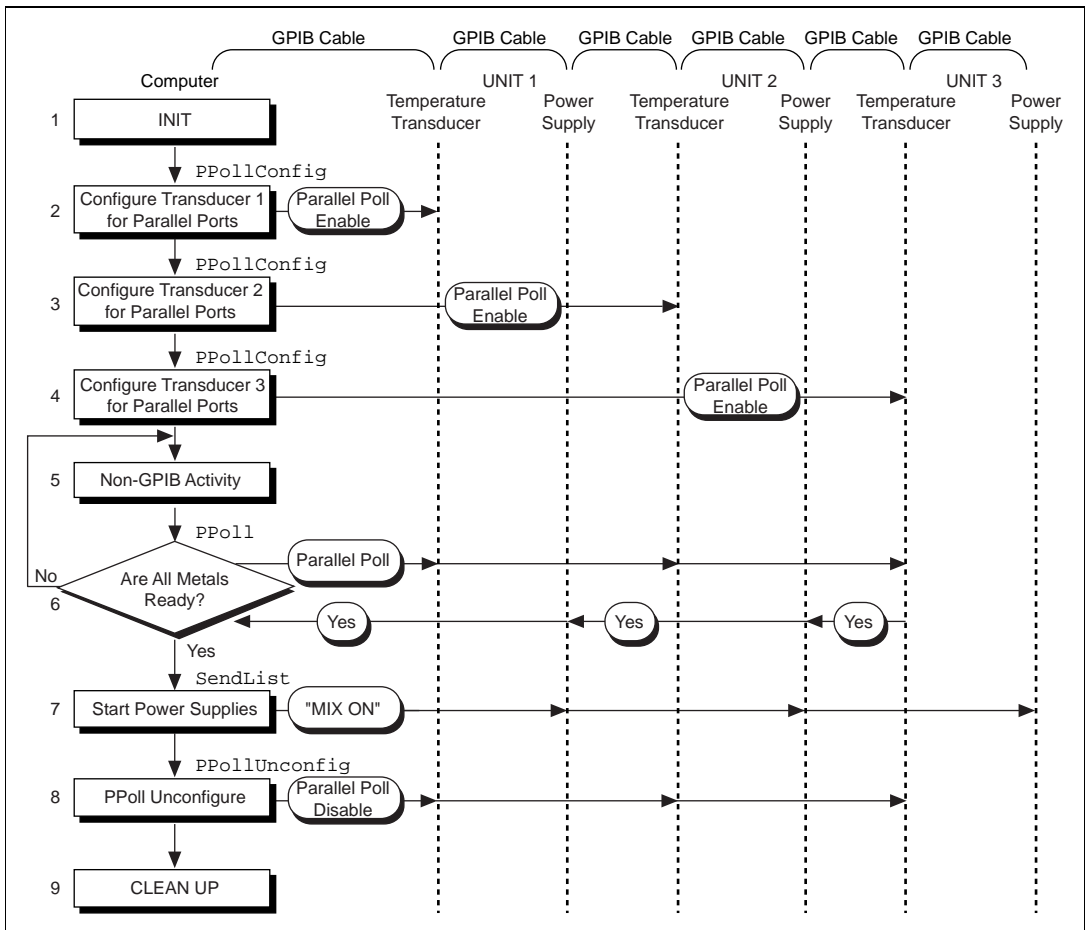 GPIB Cable GPIB Cable GPIB Cable GPIB Cable GPIB Cable GPIB Cable
Computer UNIT 1 UNIT 2 UNIT 3
Temperature Power Temperature Power Temperature Power
Transducer Supply Transducer Supply Transducer Supply
1 INIT
PPollConfig
2 Configure Transducer 1 for Parallel Ports
Parallel Poll
Enable
PPollConfig
3 Configure Transducer 2
for Parallel Ports
Parallel Poll
Enable
PPollConfig
4 Configure Transducer 3
for Parallel Ports
Parallel Poll
Enable
5 Non-GPIB Activity
PPoll
Parallel Poll
No
6 Are All Metals
Ready?
Yes Yes Yes
Yes
SendList
7 Start Power Supplies "MIX ON"
PPollUnconfig
8 PPoll Unconfigure
Parallel Poll
Disable
9 CLEAN UP